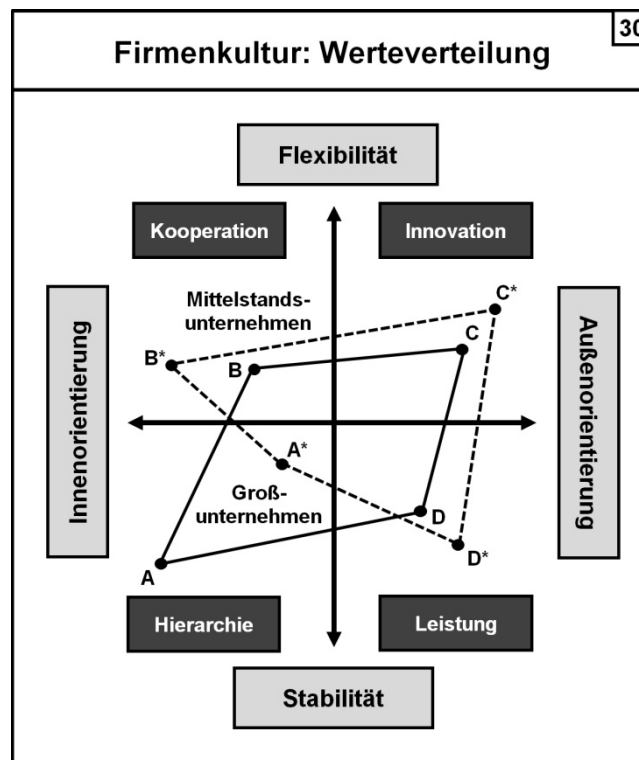 30
Firmenkultur: Werteverteilung
Flexibilität
Kooperation
Innovation
Mittelstands-
unternehmen
C*
C
B*
B
Innenorientierung
Außenorientierung
A*
Groß-
unternehmen
D
D*
A
Hierarchie
Leistung
Stabilität